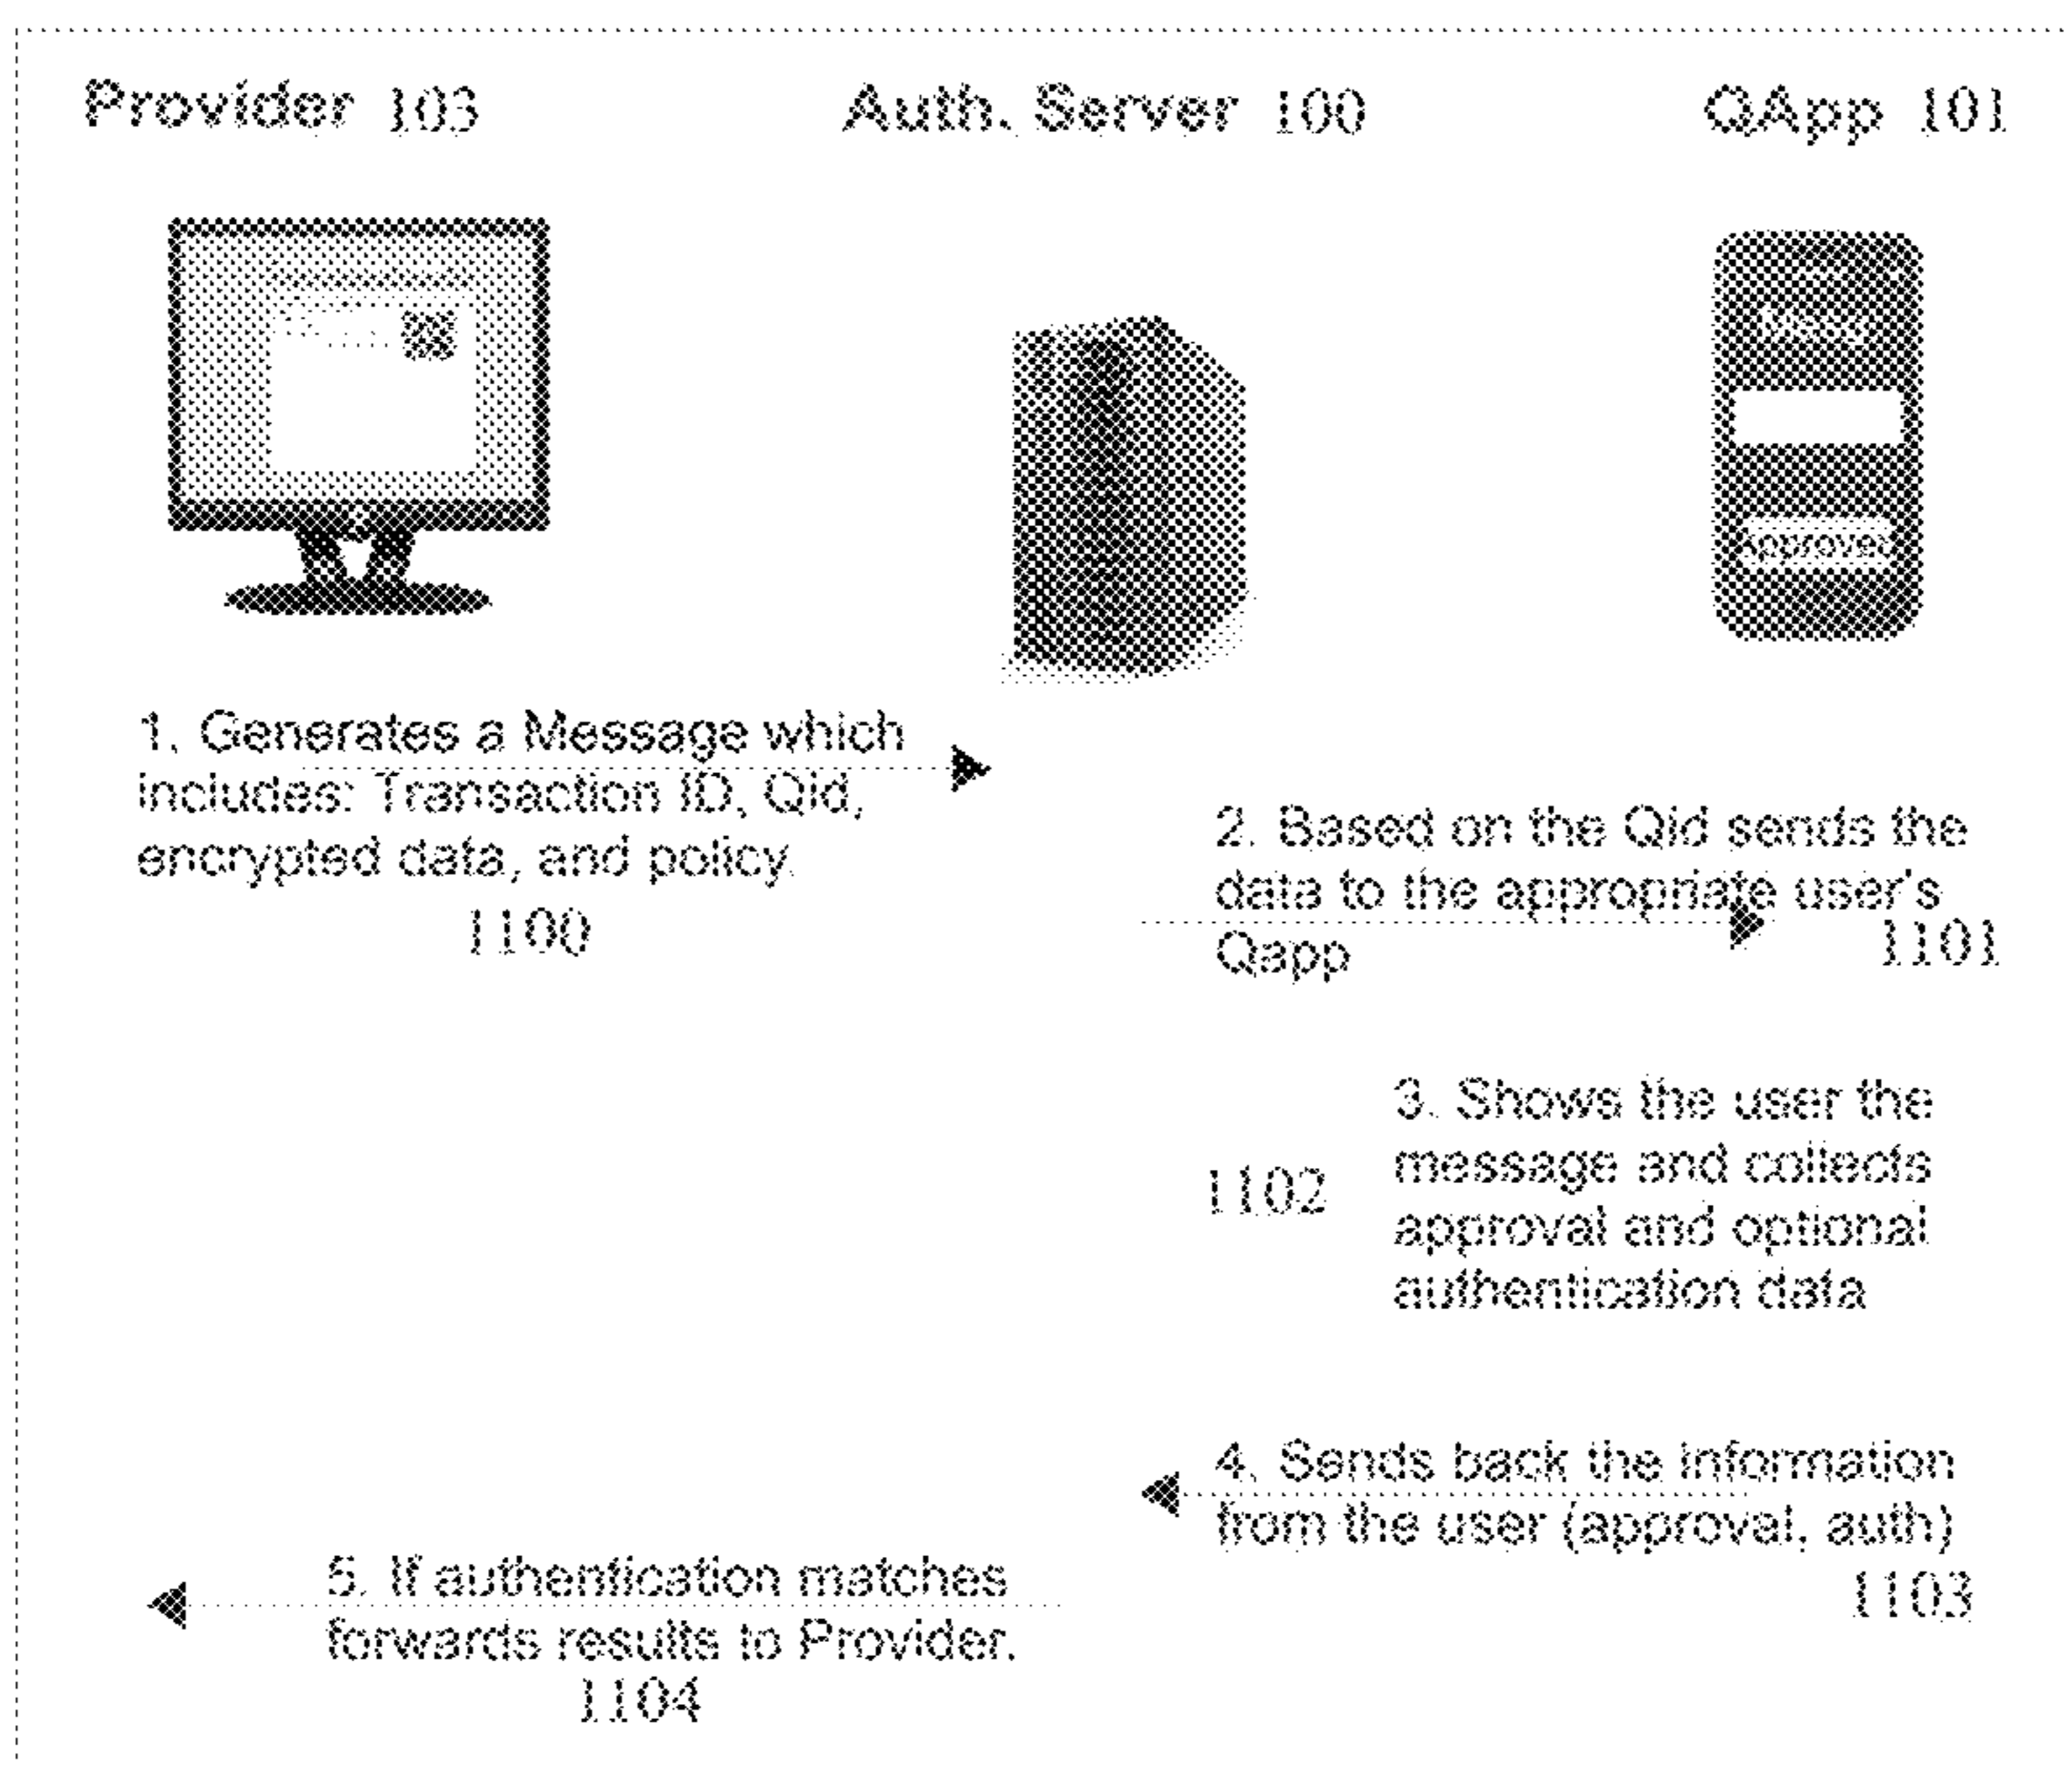 Provider 103
Auth. Server 100
QApp 101
Approved
1. Generates a Message which
includes: Transaction ID, Qid,
encrypted data, and policy.
1100
2. Based on the Qid sends the
data to the appropriate user's
Qapp
1101
3. Shows the user the
message and collects
approval and optional
authentication data
1102
4. Sends back the information
from the user (approval, auth)
1103
5. If authentication matches
forwards results to Provider.
1104